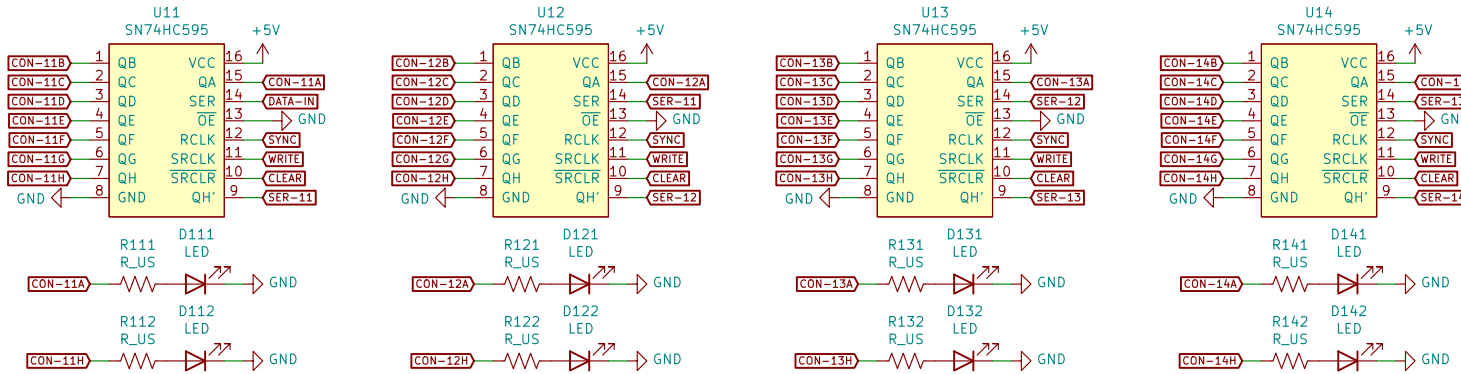 U11
SN74HC595
+5V
CON-11B 1 QB VCC 16
CON-11C 2 QC QA 15 CON-11A
CON-11D 3 QD SER 14 DATA-IN
CON-11E 4 QE OE 13 GND
CON-11F 5 QF RCLK 12 SYNC
CON-11G 6 QG SRCLK 11 WRITE
CON-11H 7 QH SRCLR 10 CLEAR
GND 8 GND QH' 9 SER-11
R111
R_US
D111
LED
CON-11A GND
R112
R_US
D112
LED
CON-11H GND
U12
SN74HC595
+5V
CON-12B 1 QB VCC 16
CON-12C 2 QC QA 15 CON-12A
CON-12D 3 QD SER 14 SER-11
CON-12E 4 QE OE 13 GND
CON-12F 5 QF RCLK 12 SYNC
CON-12G 6 QG SRCLK 11 WRITE
CON-12H 7 QH SRCLR 10 CLEAR
GND 8 GND QH' 9 SER-12
R121
R_US
D121
LED
CON-12A GND
R122
R_US
D122
LED
CON-12H GND
U13
SN74HC595
+5V
CON-13B 1 QB VCC 16
CON-13C 2 QC QA 15 CON-13A
CON-13D 3 QD SER 14 SER-12
CON-13E 4 QE OE 13 GND
CON-13F 5 QF RCLK 12 SYNC
CON-13G 6 QG SRCLK 11 WRITE
CON-13H 7 QH SRCLR 10 CLEAR
GND 8 GND QH' 9 SER-13
R131
R_US
D131
LED
CON-13A GND
R132
R_US
D132
LED
CON-13H GND
U14
SN74HC595
+5V
CON-14B 1 QB VCC 16
CON-14C 2 QC QA 15
CON-14D 3 QD SER 14 SER-13
CON-14E 4 QE OE 13
CON-14F 5 QF RCLK 12 SYNC
CON-14G 6 QG SRCLK 11 WRITE
CON-14H 7 QH SRCLR 10 CLEAR
GND 8 GND QH' 9 SER-14
R141
R_US
D141
LED
CON-14A GND
R142
R_US
D142
LED
CON-14H GND